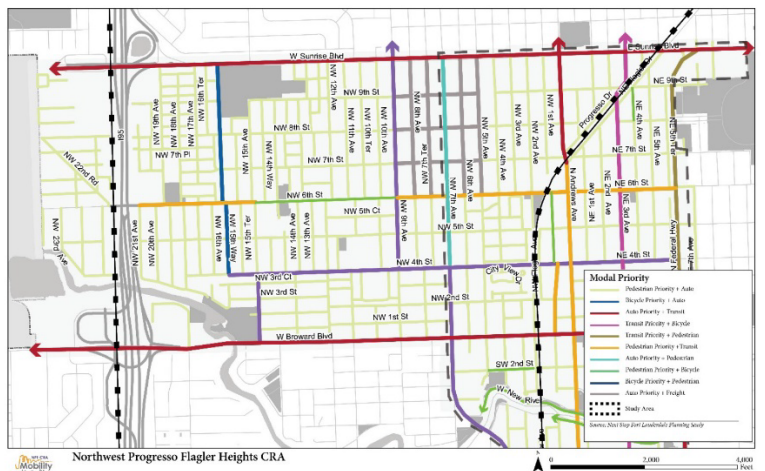 W Sunrise Blvd
E Sunrise Blvd
NW 19th Ave
NW 18th Ave
NW 17th Ave
NW 16th Ter
NW 15th Ave
NW 14th Way
NW 12th Ave
NW 11th Ave
NW 10th Ter
NW 10th Ave
NW 9th St
NW 8th St
NW 7th St
NW 7th Pl
NW 8th Ave
NW 7th Ter
NW 7th Ave
NW 5th Ave
NW 4th Ave
NW 3rd Ave
NW 2nd Ave
NW 1st Ave
Progresso Dr
NE 9th St
NE 4th Ave
NE 5th Ave
NE 5th Ter
NE 7th St
NE 6th St
I95
NW 22nd Rd
NW 23rd Ave
NW 21st Ave
NW 20th Ave
NW 16th Ave
NW 15th Way
NW 15th Ter
NW 6th St
NW 14th Ave
NW 13th Ave
NW 5th Ct
NW 9th Ave
NW 5th St
N Andrews Ave
NE 1st Ave
NE 2nd Ave
NE 3rd Ave
N Federal Hwy
NE 7th Ave
NW 4th St
NE 4th St
NW 3rd Ct
NW 3rd St
City View Dr
NW 2nd St
NW 1st St
W Broward Blvd
SW 2nd St
Modal Priority
Pedestrian Priority + Auto
Bicycle Priority + Auto
Auto Priority + Transit
Transit Priority + Bicycle
Transit Priority + Pedestrian
Pedestrian Priority +Transit
Auto Priority + Pedestrian
Pedestrian Priority + Bicycle
Bicycle Priority + Pedestrian
Auto Priority + Freight
Study Area
Source: Next Step Fort Lauderdale Planning Study
Mobility
Northwest Progresso Flagler Heights CRA
0 2,000 4,000
Feet